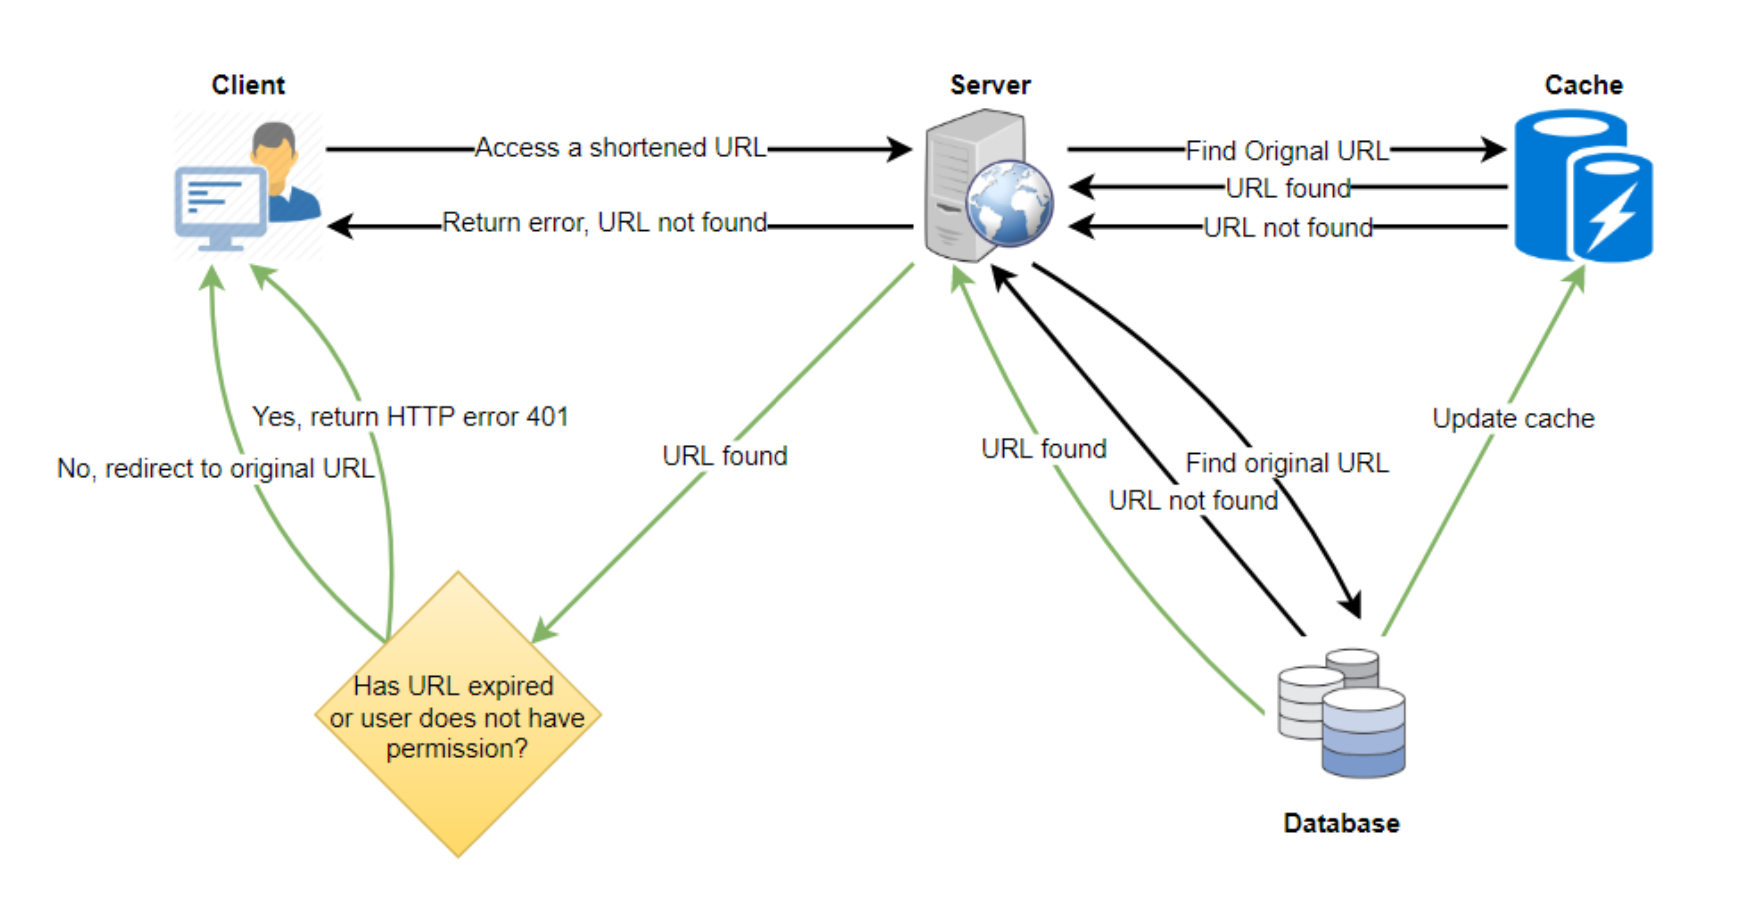 Client
Server
Cache
Access a shortened URL
Find Orignal URL
URL found
Return error, URL not found
URL not found
Yes, return HTTP error 401
Update cache
No, redirect to original URL
URL found
URL found
Find original URL
URL not found
Has URL expired
or user does not have
permission?
Database